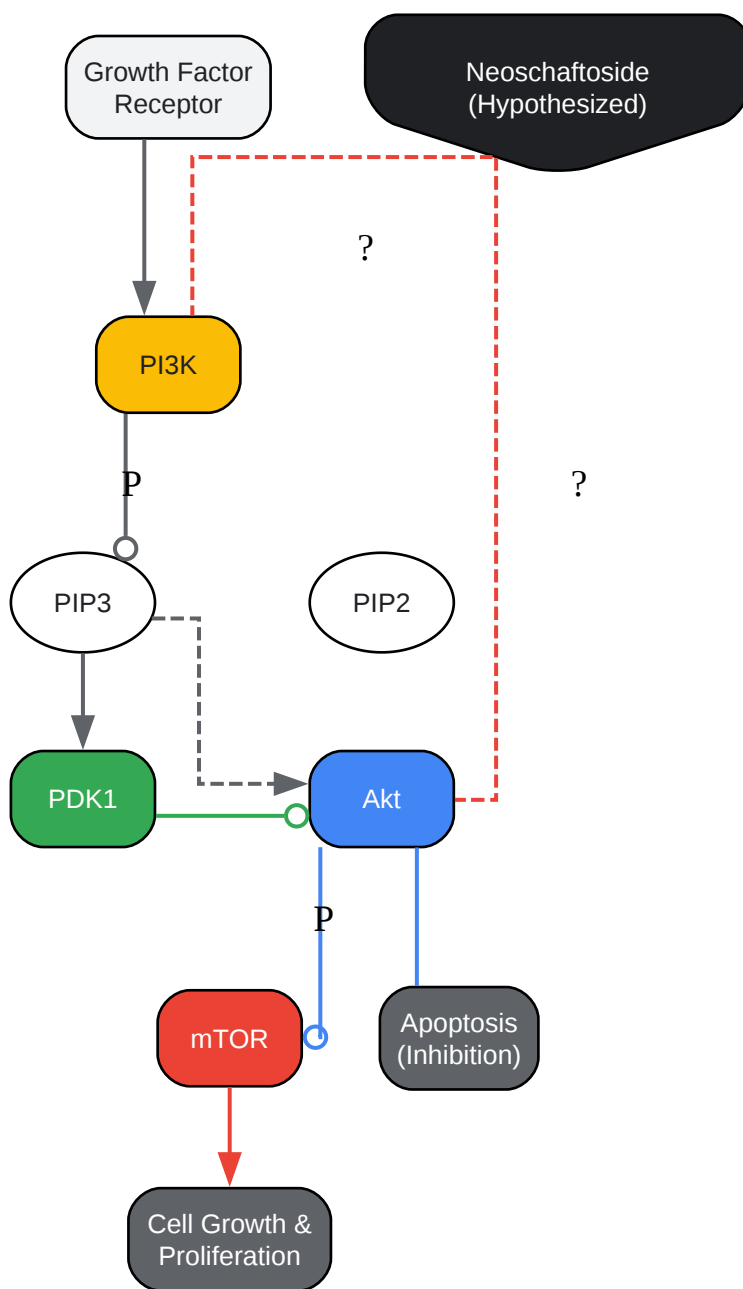 Growth Factor
Receptor
Neoschaftoside
(Hypothesized)
?
PI3K
P
?
PIP3
PIP2
PDK1
Akt
P
mTOR
Apoptosis
(Inhibition)
Cell Growth &
Proliferation